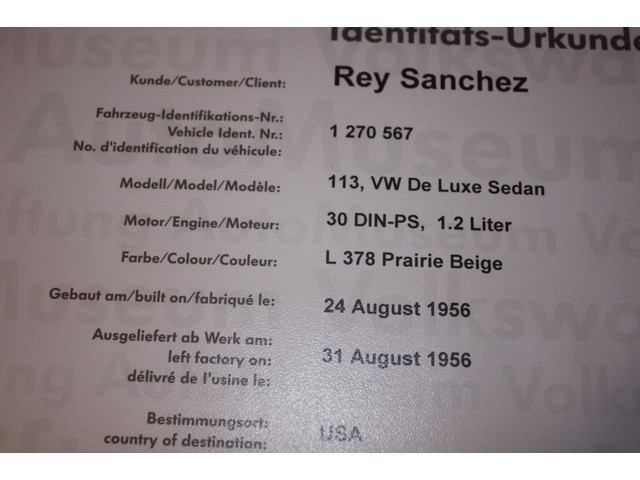 Identitäts-Urkunde
Kunde/Customer/Client: Rey Sanchez
Fahrzeug-Identifikations-Nr.:
Vehicle Ident. Nr.: 1 270 567
No. d'identification du véhicule:
Modell/Model/Modèle: 113, VW De Luxe Sedan
Motor/Engine/Moteur: 30 DIN-PS, 1.2 Liter
Farbe/Colour/Couleur: L 378 Prairie Beige
Gebaut am/built on/fabriqué le: 24 August 1956
Ausgeliefert ab Werk am:
left factory on: 31 August 1956
délivré de l'usine le:
Bestimmungsort:
country of destination: USA